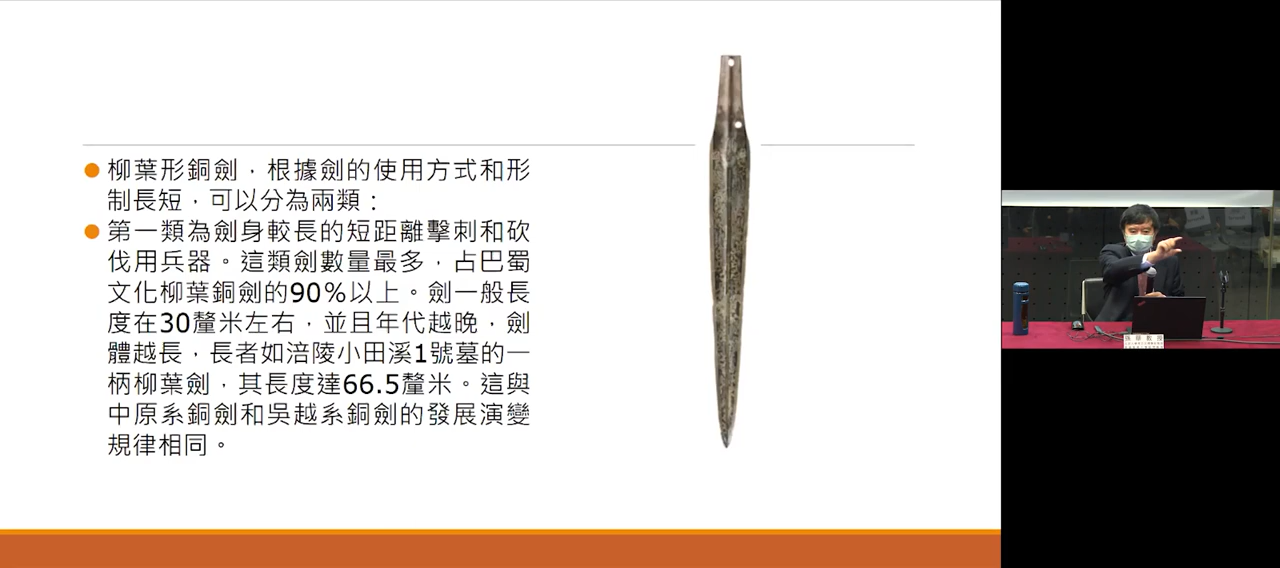 柳葉形銅劍，根據劍的使用方式和形
制長短，可以分為兩類：
第一類為劍身較長的短距離擊刺和砍
伐用兵器。這類劍數量最多，占巴蜀
文化柳葉銅劍的90%以上。劍一般長
度在30釐米左右，並且年代越晚，劍
體越長，長者如涪陵小田溪1號墓的一
柄柳葉劍，其長度達66.5釐米。這與
中原系銅劍和吳越系銅劍的發展演變
規律相同。
孫華教授